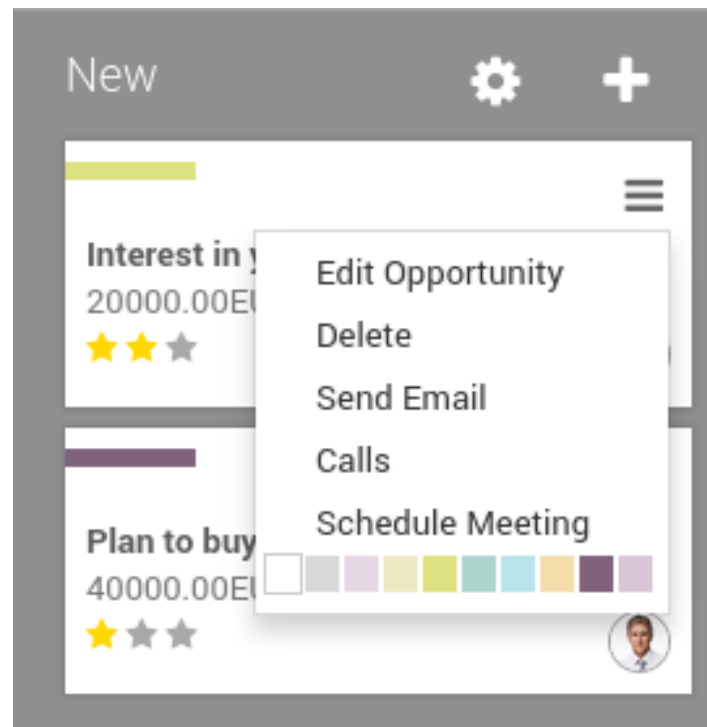 New
Interest in
20000.00EU
Edit Opportunity
Delete
Send Email
Calls
Schedule Meeting
Plan to buy
40000.00EU